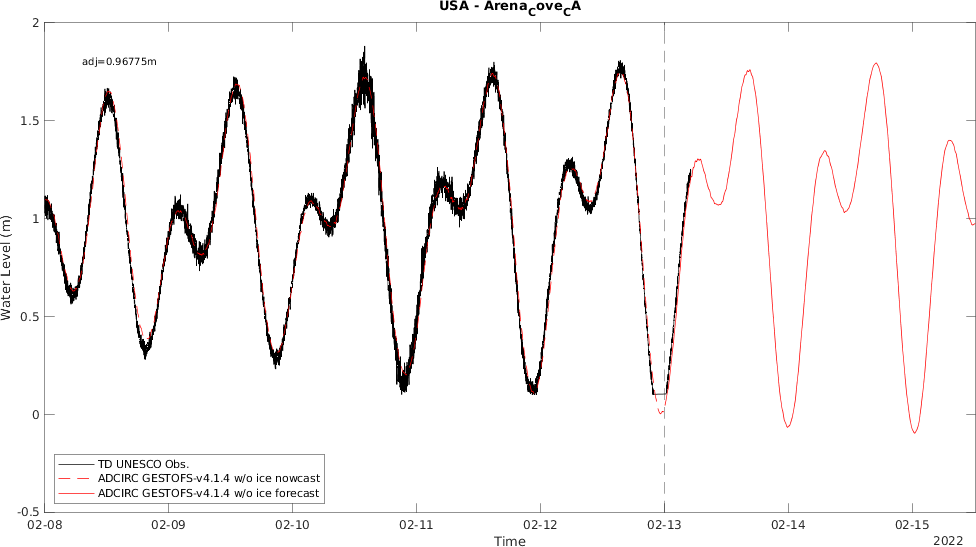 USA - ArenaCoveCA
2
adj=0.96775m
1.5
1
0.5
0
-0.5
Water Level (m)
TD UNESCO Obs.
ADCIRC GESTOFS-v4.1.4 w/o ice nowcast
ADCIRC GESTOFS-v4.1.4 w/o ice forecast
02-08 02-09 02-10 02-11 02-12 02-13 02-14 02-15
Time
2022